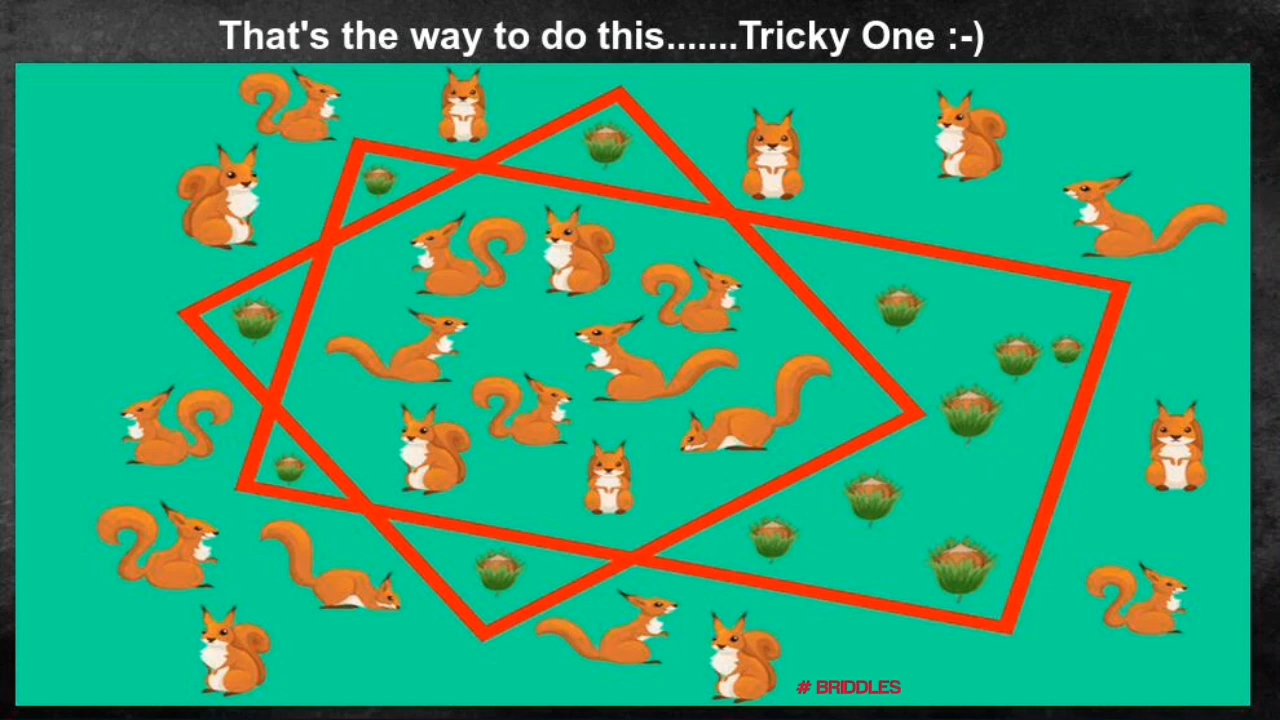 That's the way to do this.......Tricky One :-)
# BRIDDLES